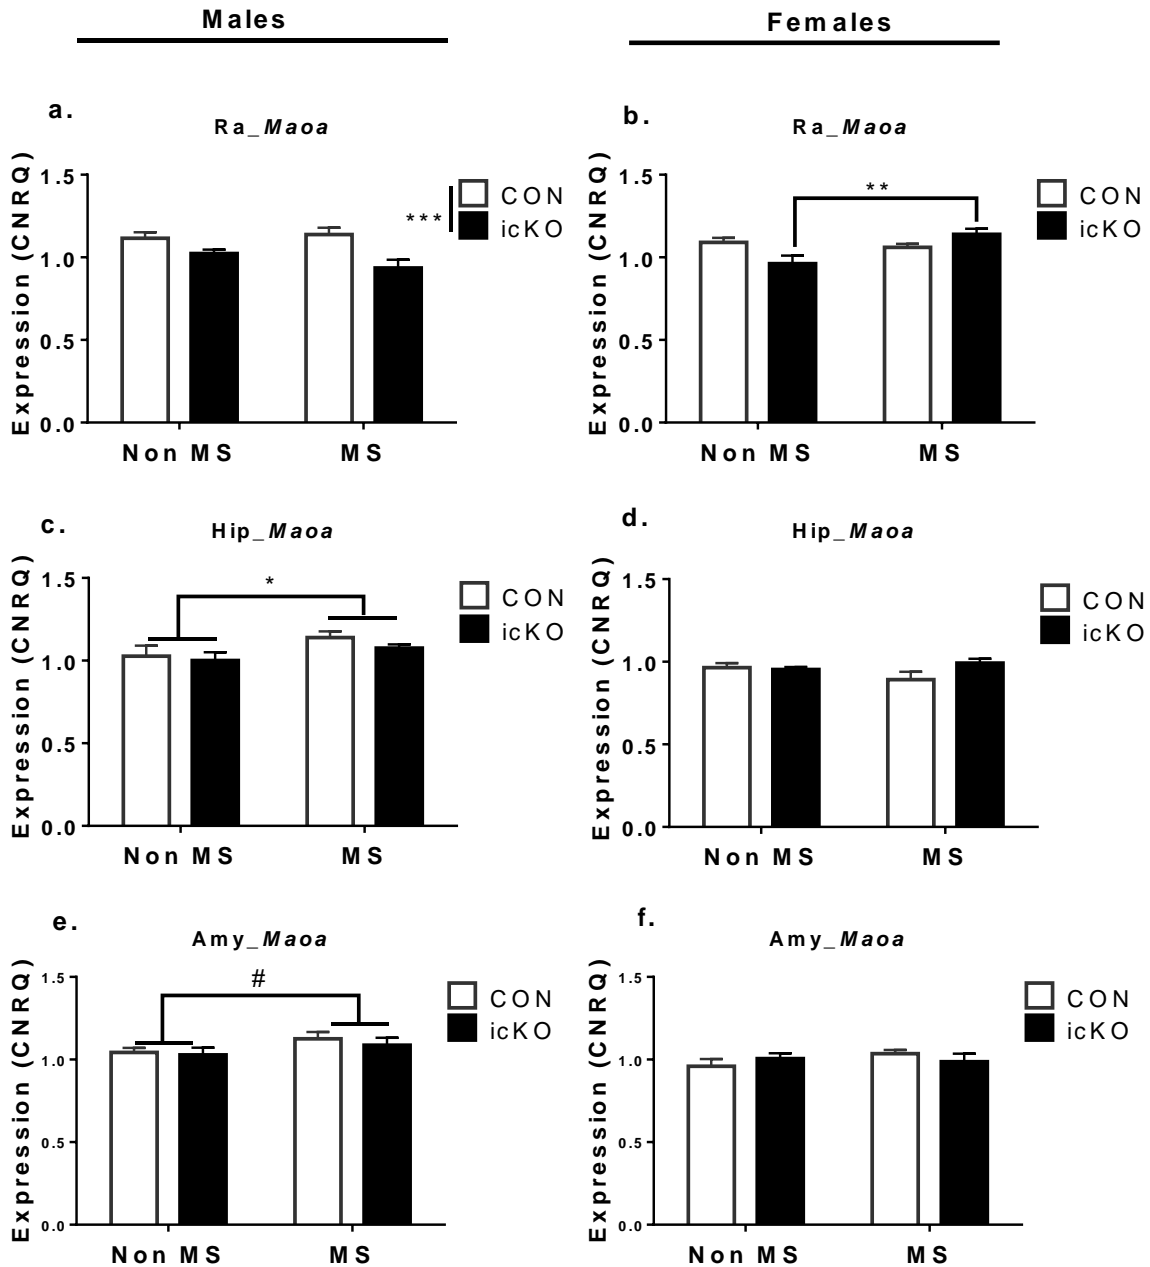 Males
Females
a.
Ra_Maoa
Expression (CNRQ)
1.5
1.0
0.5
0.0
***
CON
icKO
Non MS
MS
b.
Ra_Maoa
Expression (CNRQ)
1.5
1.0
0.5
0.0
**
CON
icKO
Non MS
MS
c.
Hip_Maoa
Expression (CNRQ)
1.5
1.0
0.5
0.0
*
CON
icKO
Non MS
MS
d.
Hip_Maoa
Expression (CNRQ)
1.5
1.0
0.5
0.0
CON
icKO
Non MS
MS
e.
Amy_Maoa
Expression (CNRQ)
1.5
1.0
0.5
0.0
#
CON
icKO
Non MS
MS
f.
Amy_Maoa
Expression (CNRQ)
1.5
1.0
0.5
0.0
CON
icKO
Non MS
MS